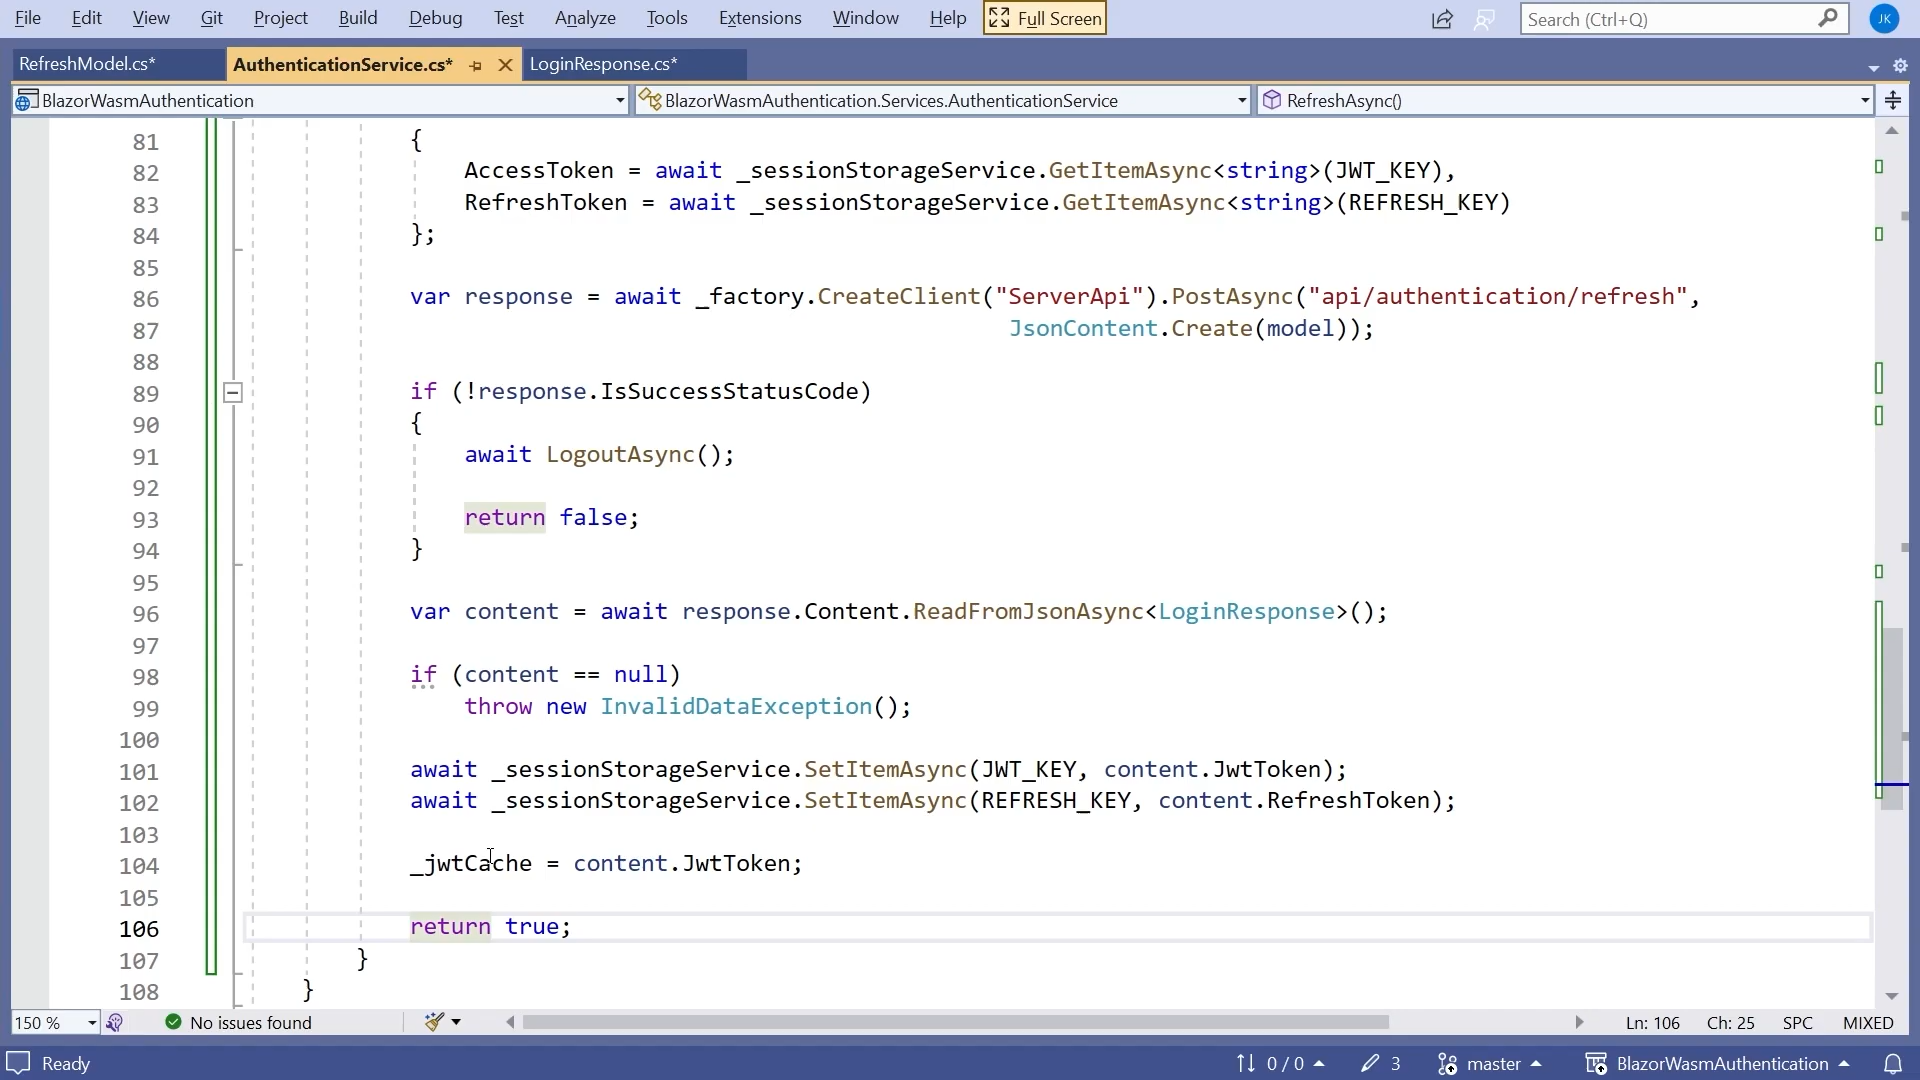 File Edit View Git Project Build Debug Test Analyze Tools Extensions Window Help Full Screen Search (Ctrl+Q) JK
RefreshModel.cs* AuthenticationService.cs* LoginResponse.cs*
BlazorWasmAuthentication BlazorWasmAuthentication.Services.AuthenticationService RefreshAsync()
81 {
82 AccessToken = await _sessionStorageService.GetItemAsync<string>(JWT_KEY),
83 RefreshToken = await _sessionStorageService.GetItemAsync<string>(REFRESH_KEY)
84 };
85
86 var response = await _factory.CreateClient("ServerApi").PostAsync("api/authentication/refresh",
87 JsonContent.Create(model));
88
89 if (!response.IsSuccessStatusCode)
90 {
91 await LogoutAsync();
92
93 return false;
94 }
95
96 var content = await response.Content.ReadFromJsonAsync<LoginResponse>();
97
98 if (content == null)
99 throw new InvalidDataException();
100
101 await _sessionStorageService.SetItemAsync(JWT_KEY, content.JwtToken);
102 await _sessionStorageService.SetItemAsync(REFRESH_KEY, content.RefreshToken);
103
104 _jwtCache = content.JwtToken;
105
106 return true;
107 }
108 }
150 % No issues found Ln: 106 Ch: 25 SPC MIXED
Ready 0 / 0 3 master BlazorWasmAuthentication